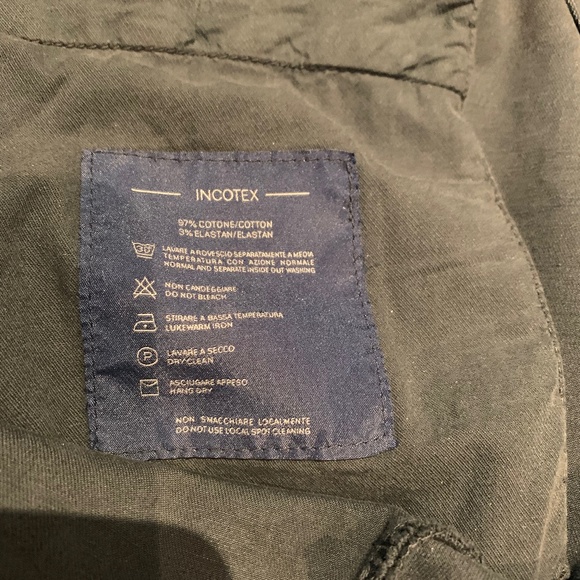 INCOTEX
97% COTONE/COTTON
3% ELASTAN/ELASTAN
30°
LAVARE A ROVESCIO SEPARATAMENTE A MEDIA
TEMPERATURA CON AZIONE NORMALE
NORMAL AND SEPARATE INSIDE OUT WASHING
NON CANDEGGIARE
DO NOT BLEACH
STIRARE A BASSA TEMPERATURA
LUKEWARM IRON
P
LAVARE A SECCO
DRY CLEAN
ASCIUGARE APPESO
HANG DRY
NON SMACCHIARE LOCALMENTE
DO NOT USE LOCAL SPOT CLEANING